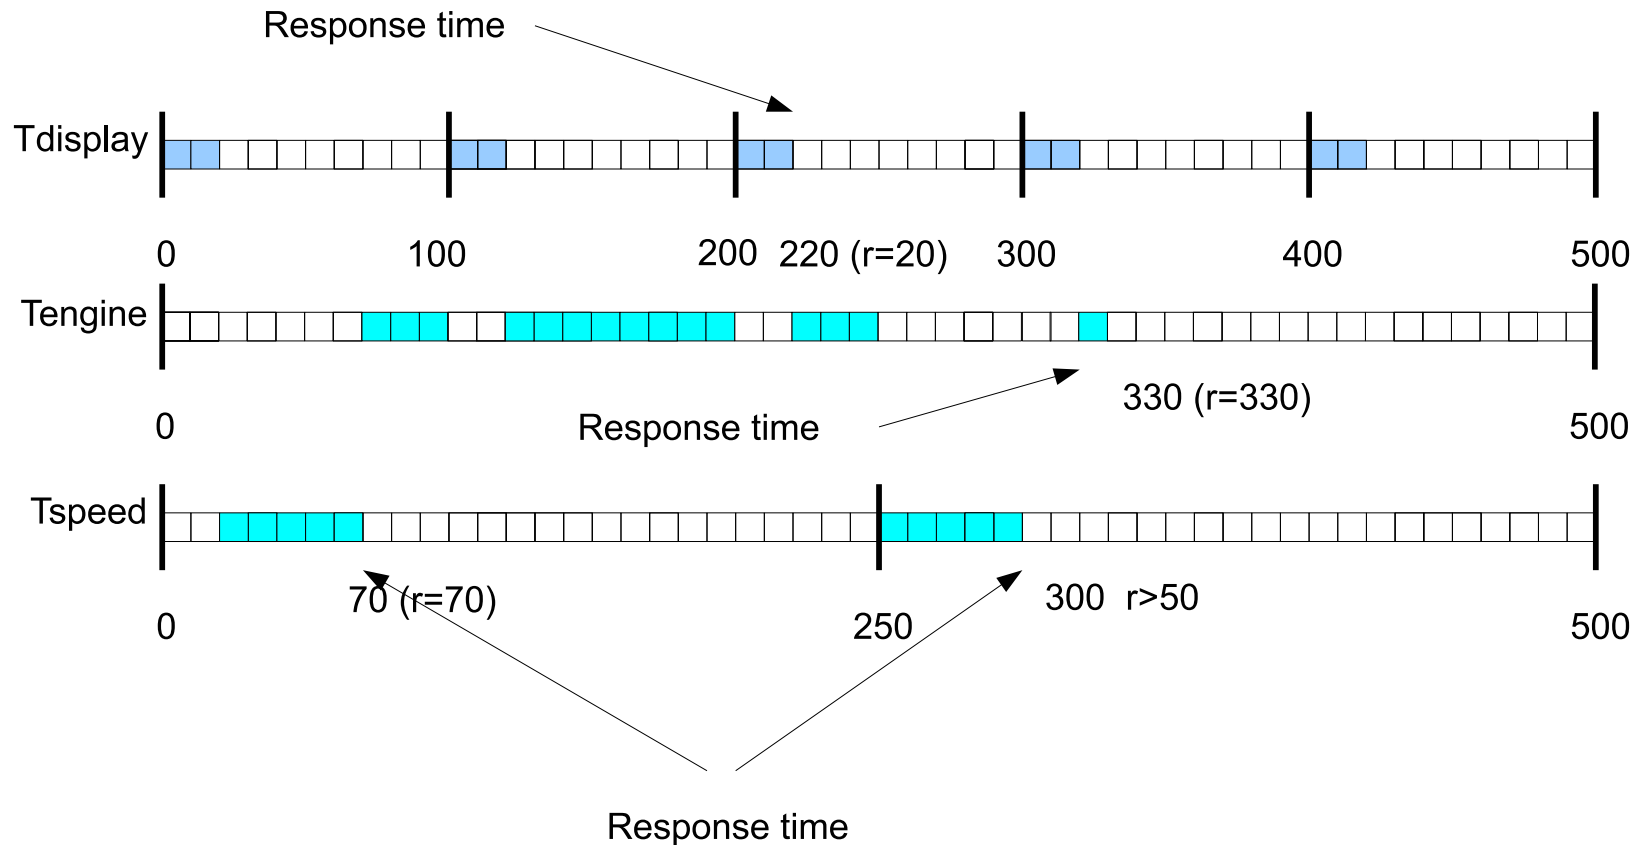 Response time
Tdisplay
0 100 200 220 (r=20) 300 400 500
Tengine
330 (r=330)
0 Response time 500
Tspeed
70 (r=70) 300 r>50
0 250 500
Response time